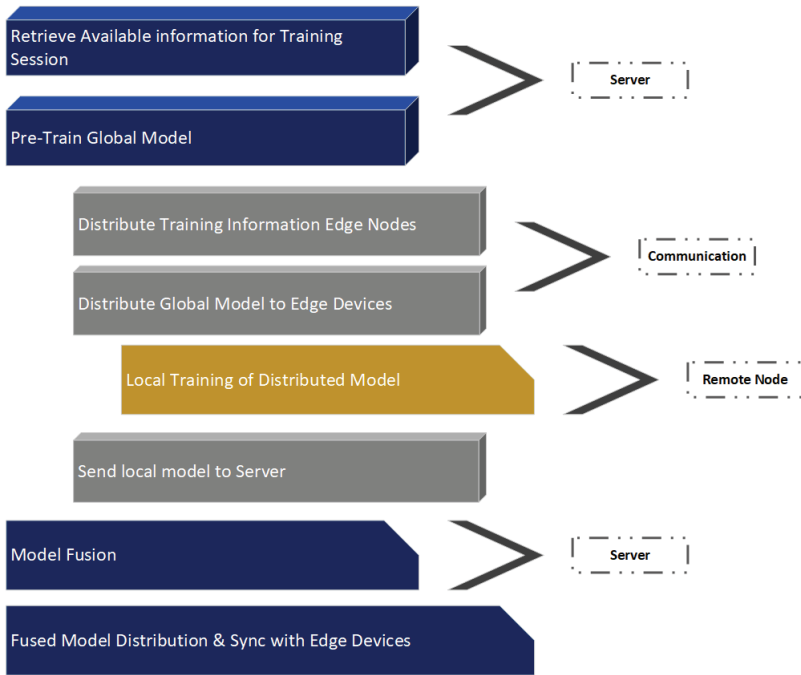 Retrieve Available information for Training
Session
Server
Pre-Train Global Model
Distribute Training Information Edge Nodes
Communication
Distribute Global Model to Edge Devices
Local Training of Distributed Model
Remote Node
Send local model to Server
Model Fusion
Server
Fused Model Distribution & Sync with Edge Devices